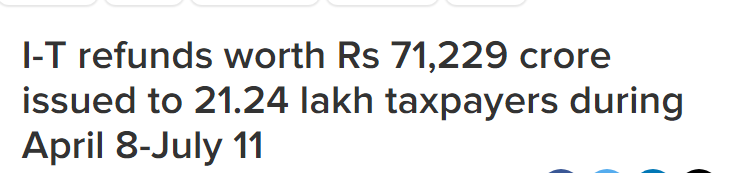 I-T refunds worth Rs 71,229 crore
issued to 21.24 lakh taxpayers during
April 8-July 11